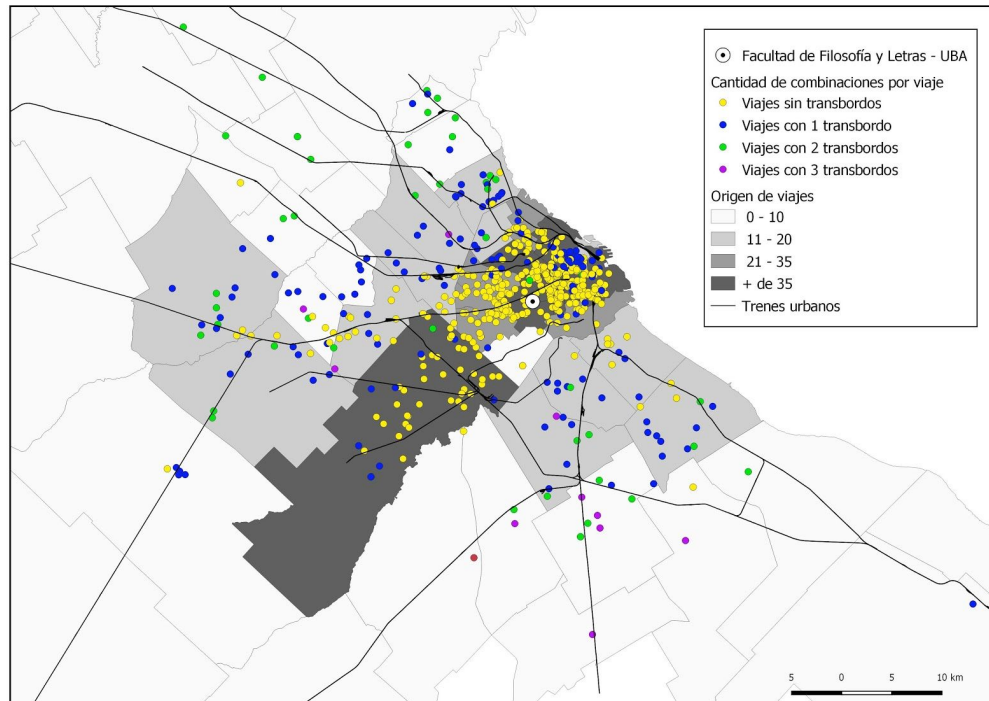 Facultad de Filosofía y Letras - UBA
Cantidad de combinaciones por viaje
Viajes sin transbordos
Viajes con 1 transbordo
Viajes con 2 transbordos
Viajes con 3 transbordos
Origen de viajes
0 - 10
11 - 20
21 - 35
+ de 35
Trenes urbanos
5 0 5 10 km